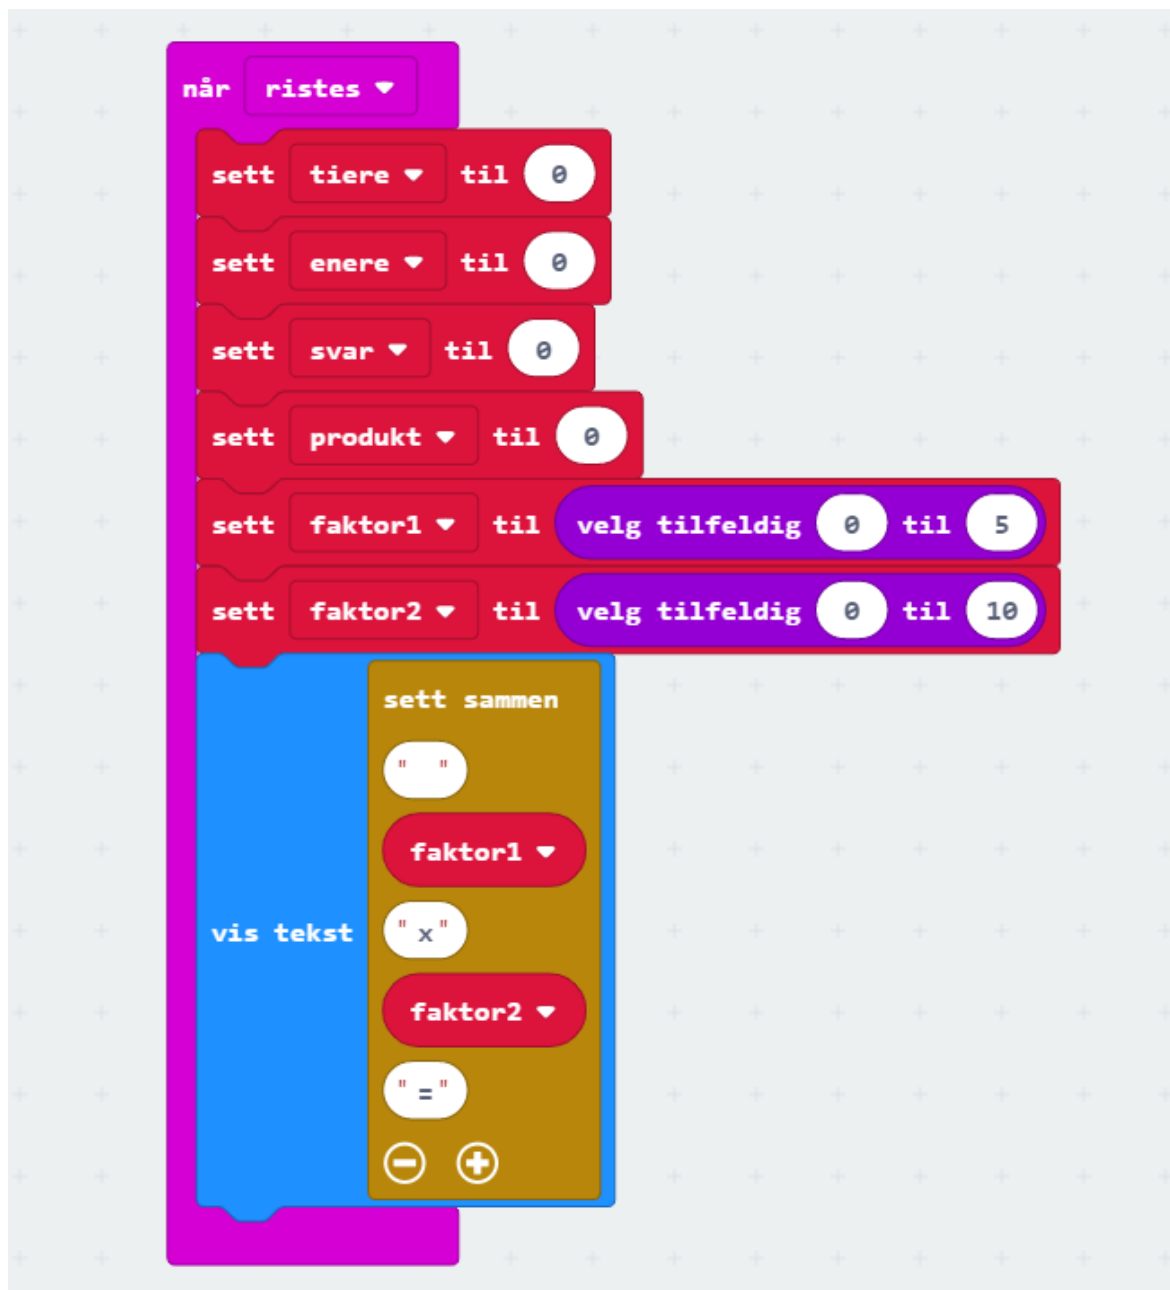 når ristes
sett tiere til 0
sett enere til 0
sett svar til 0
sett produkt til 0
sett faktor1 til velg tilfeldig 0 til 5
sett faktor2 til velg tilfeldig 0 til 10
sett sammen
" "
faktor1
vis tekst "x"
faktor2
"="